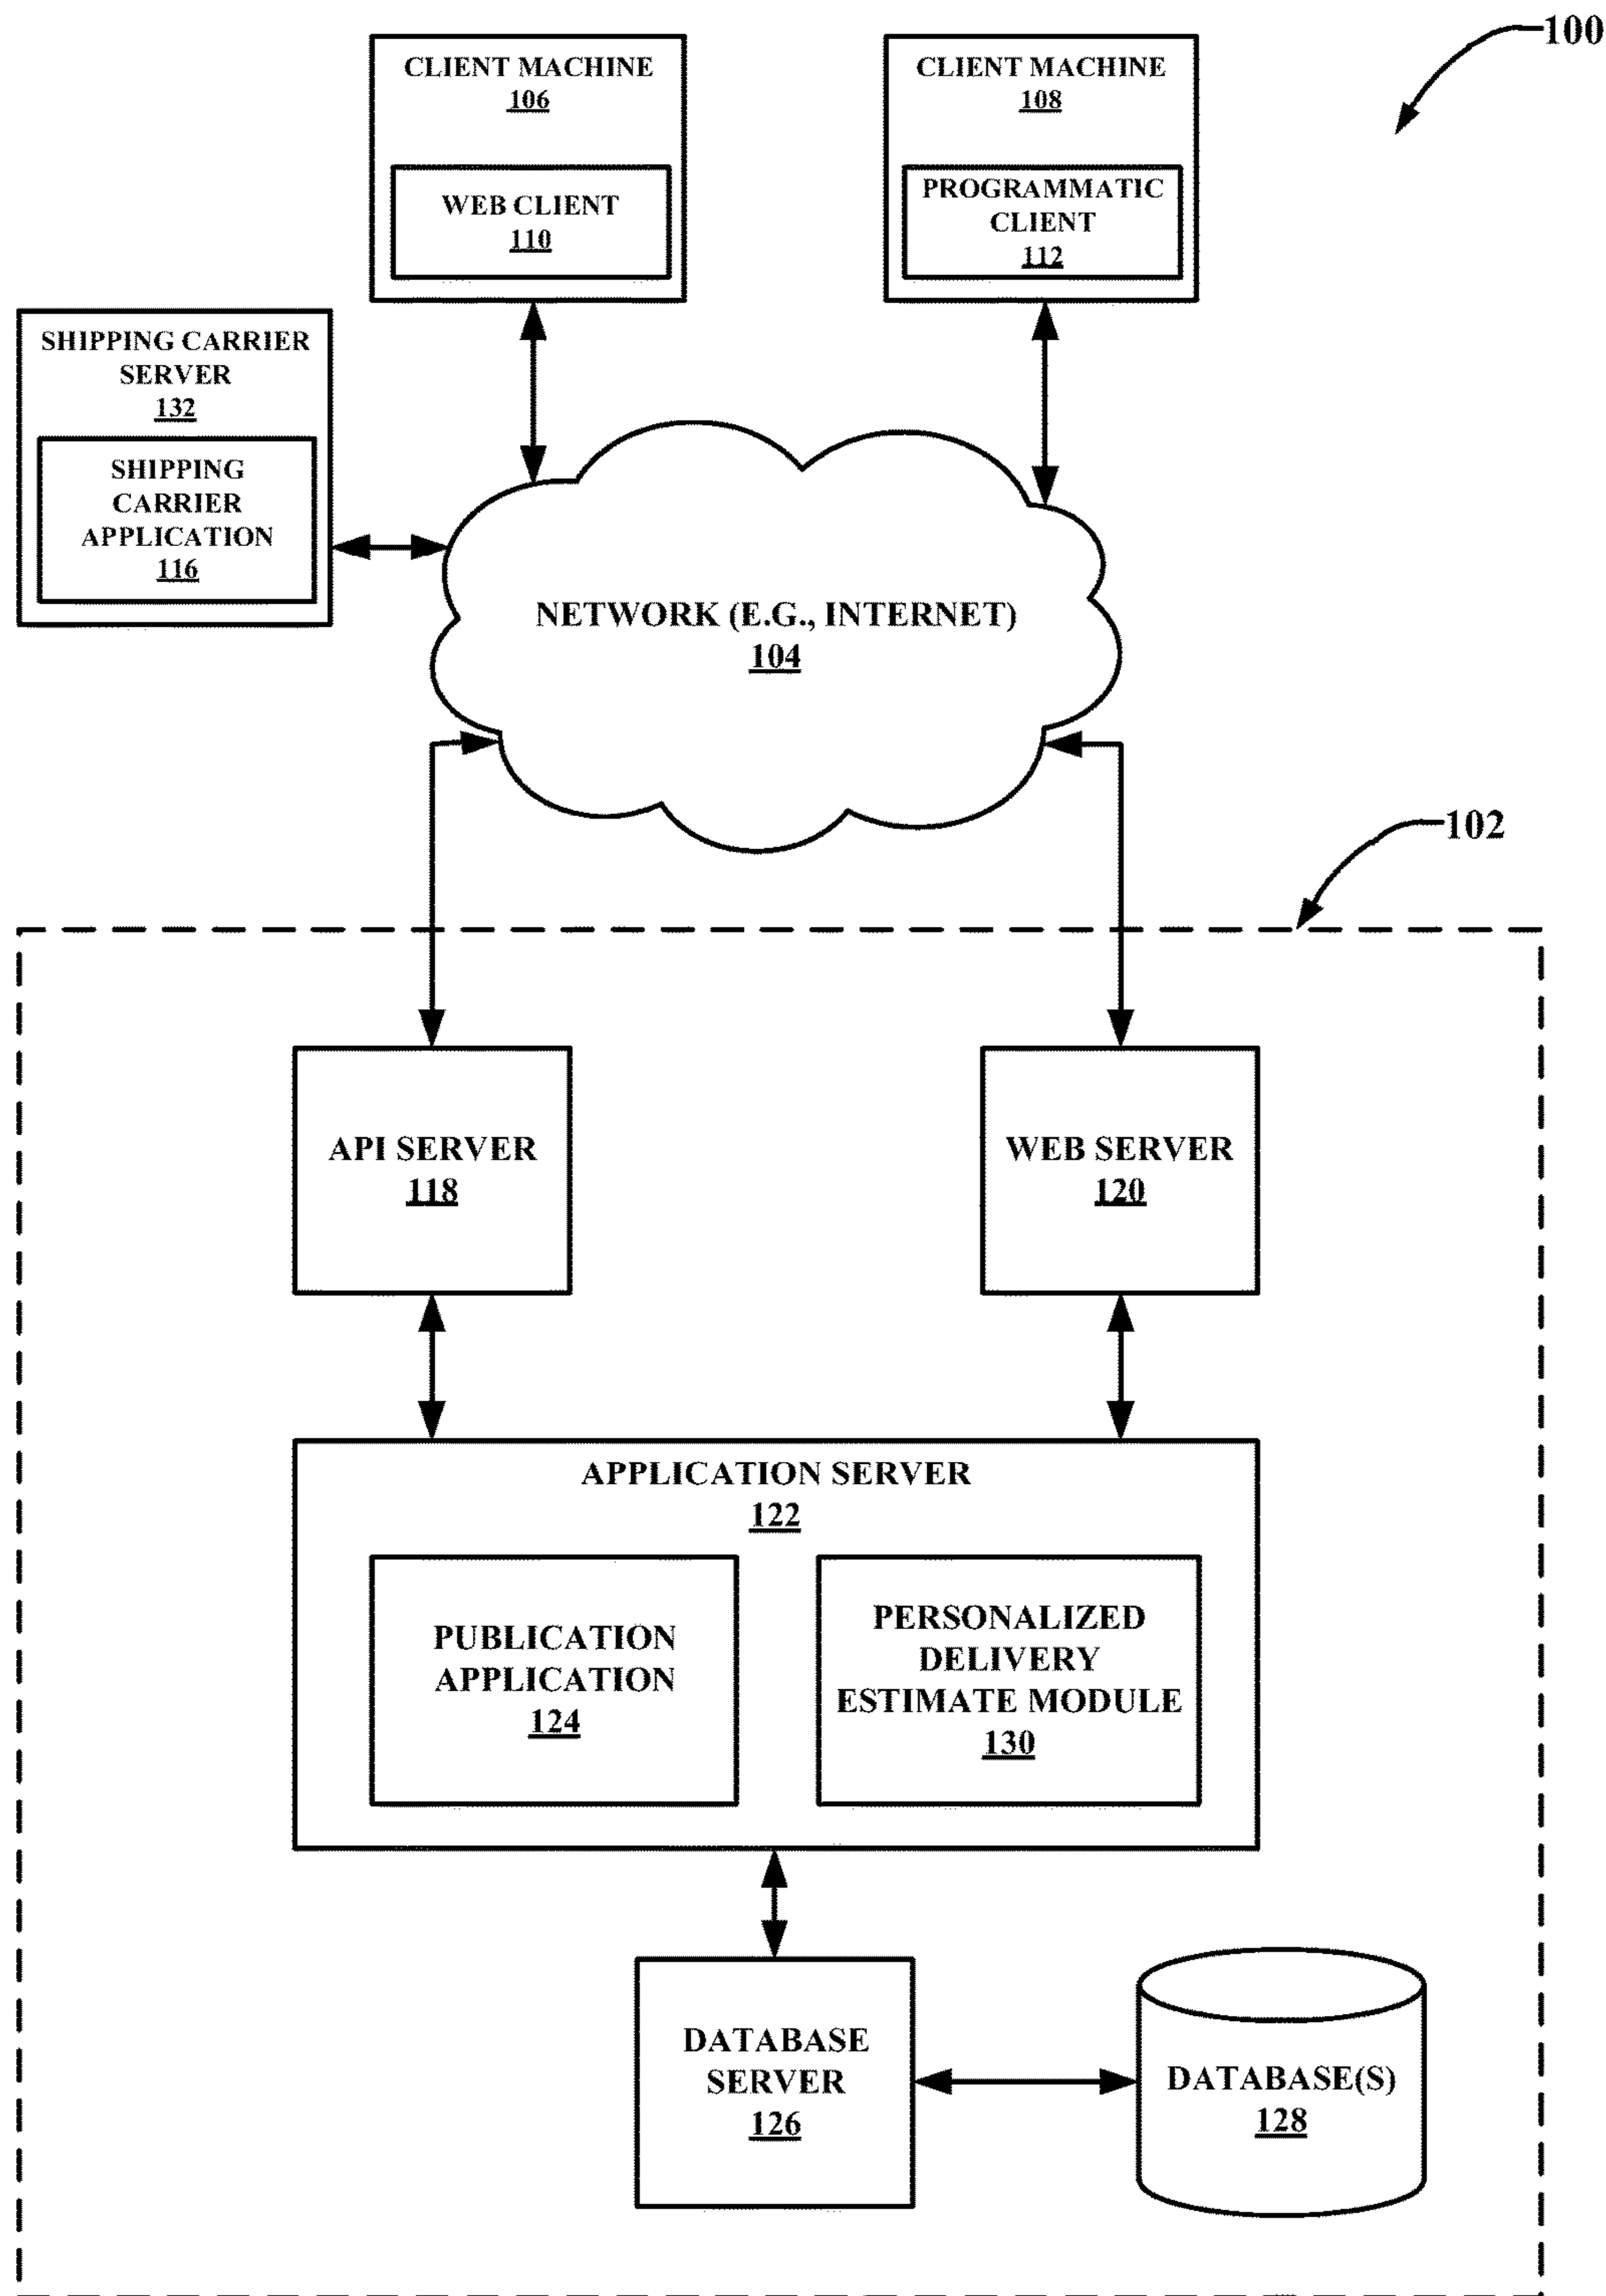 100
CLIENT MACHINE
106
WEB CLIENT
110
CLIENT MACHINE
108
PROGRAMMATIC
CLIENT
112
SHIPPING CARRIER
SERVER
132
SHIPPING
CARRIER
APPLICATION
116
NETWORK (E.G., INTERNET)
104
102
API SERVER
118
WEB SERVER
120
APPLICATION SERVER
122
PUBLICATION
APPLICATION
124
PERSONALIZED
DELIVERY
ESTIMATE MODULE
130
DATABASE
SERVER
126
DATABASE(S)
128